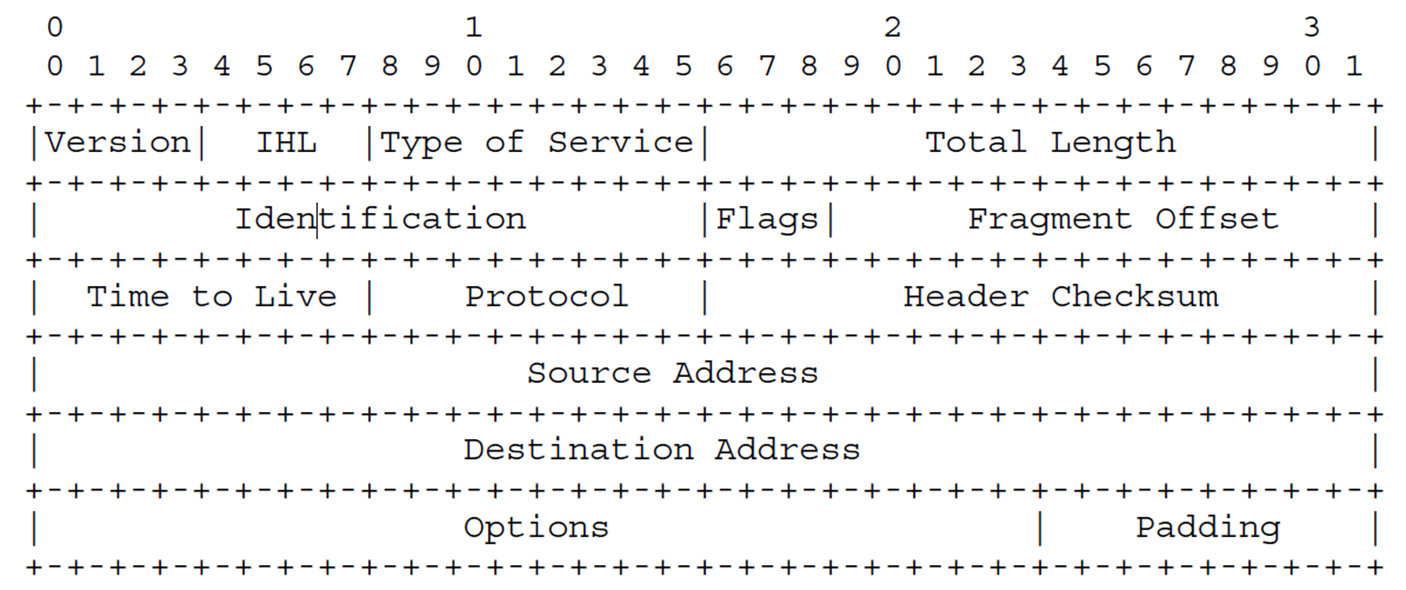 0                   1                   2                   3
 0 1 2 3 4 5 6 7 8 9 0 1 2 3 4 5 6 7 8 9 0 1 2 3 4 5 6 7 8 9 0 1
+-+-+-+-+-+-+-+-+-+-+-+-+-+-+-+-+-+-+-+-+-+-+-+-+-+-+-+-+-+-+-+-+
|Version|  IHL  |Type of Service|          Total Length         |
+-+-+-+-+-+-+-+-+-+-+-+-+-+-+-+-+-+-+-+-+-+-+-+-+-+-+-+-+-+-+-+-+
|         Identification        |Flags|      Fragment Offset    |
+-+-+-+-+-+-+-+-+-+-+-+-+-+-+-+-+-+-+-+-+-+-+-+-+-+-+-+-+-+-+-+-+
|  Time to Live |    Protocol   |         Header Checksum       |
+-+-+-+-+-+-+-+-+-+-+-+-+-+-+-+-+-+-+-+-+-+-+-+-+-+-+-+-+-+-+-+-+
|                       Source Address                          |
+-+-+-+-+-+-+-+-+-+-+-+-+-+-+-+-+-+-+-+-+-+-+-+-+-+-+-+-+-+-+-+-+
|                    Destination Address                        |
+-+-+-+-+-+-+-+-+-+-+-+-+-+-+-+-+-+-+-+-+-+-+-+-+-+-+-+-+-+-+-+-+
|                    Options                    |    Padding    |
+-+-+-+-+-+-+-+-+-+-+-+-+-+-+-+-+-+-+-+-+-+-+-+-+-+-+-+-+-+-+-+-+